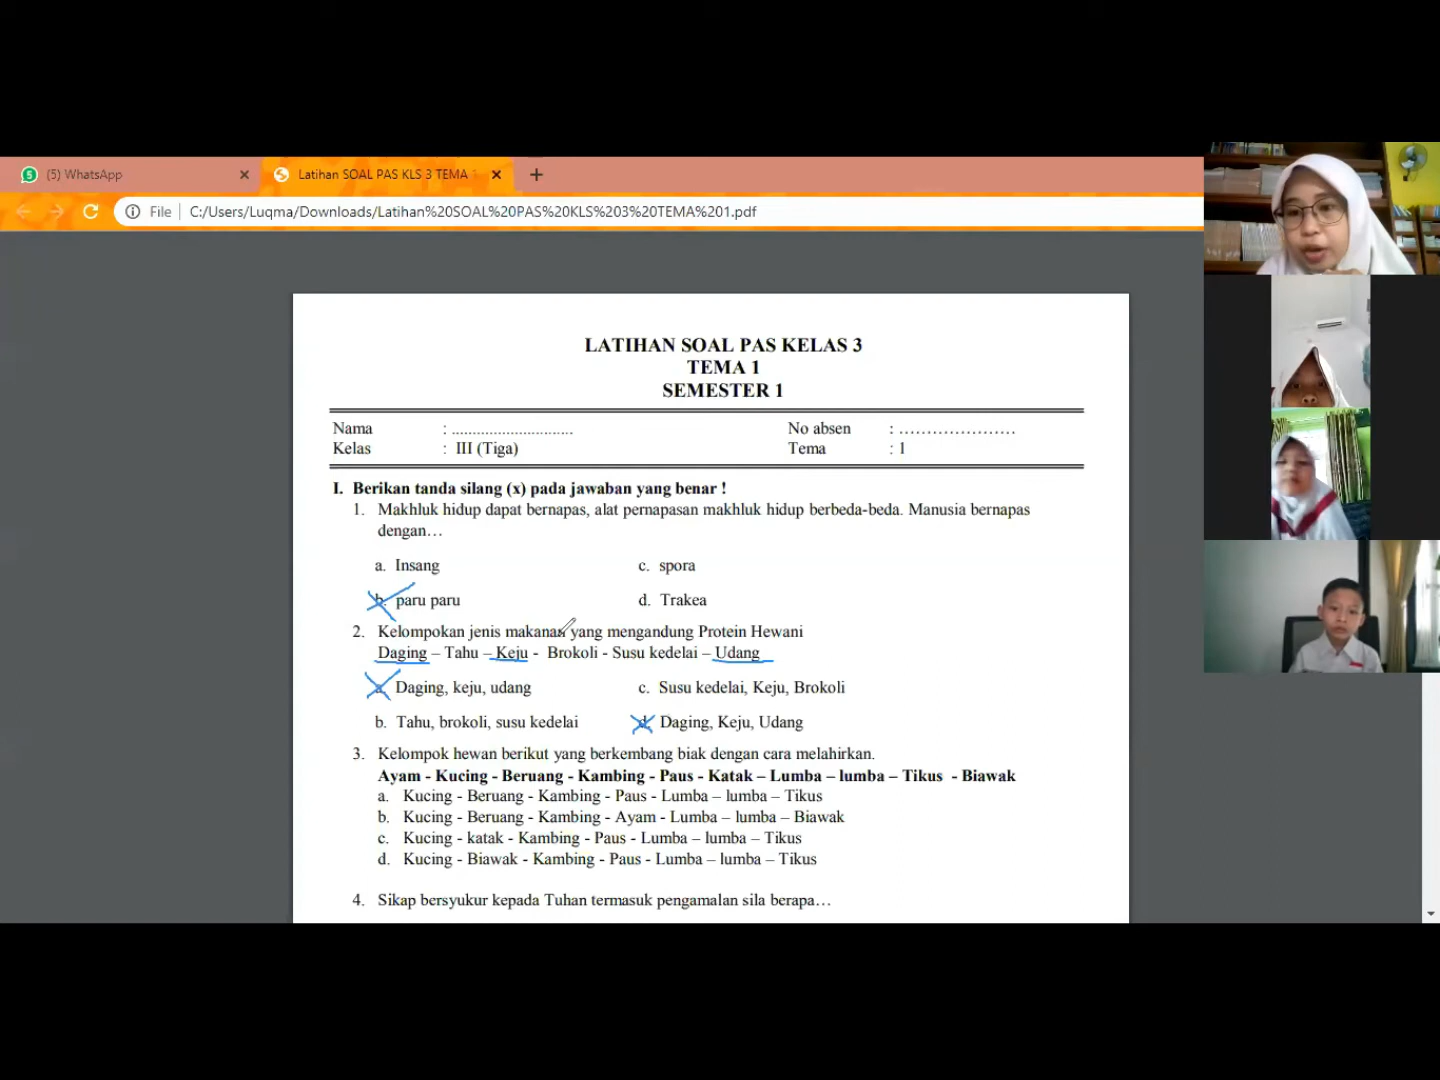 (5) WhatsApp
Latihan SOAL PAS KLS 3 TEMA
File
C:/Users/Luqma/Downloads/Latihan%20SOAL%20PAS%20KLS%203%20TEMA%201.pdf
LATIHAN SOAL PAS KELAS 3
TEMA 1
SEMESTER 1
Nama : ............................. No absen : .....................
Kelas : III (Tiga) Tema : 1
I. Berikan tanda silang (x) pada jawaban yang benar !
1. Makhluk hidup dapat bernapas, alat pernapasan makhluk hidup berbeda-beda. Manusia bernapas
dengan…
a. Insang c. spora
b. paru paru d. Trakea
2. Kelompokan jenis makanan yang mengandung Protein Hewani
Daging – Tahu – Keju - Brokoli - Susu kedelai – Udang
a. Daging, keju, udang c. Susu kedelai, Keju, Brokoli
b. Tahu, brokoli, susu kedelai d. Daging, Keju, Udang
3. Kelompok hewan berikut yang berkembang biak dengan cara melahirkan.
Ayam - Kucing - Beruang - Kambing - Paus - Katak – Lumba – lumba – Tikus - Biawak
a. Kucing - Beruang - Kambing - Paus - Lumba – lumba – Tikus
b. Kucing - Beruang - Kambing - Ayam - Lumba – lumba – Biawak
c. Kucing - katak - Kambing - Paus - Lumba – lumba – Tikus
d. Kucing - Biawak - Kambing - Paus - Lumba – lumba – Tikus
4. Sikap bersyukur kepada Tuhan termasuk pengamalan sila berapa…